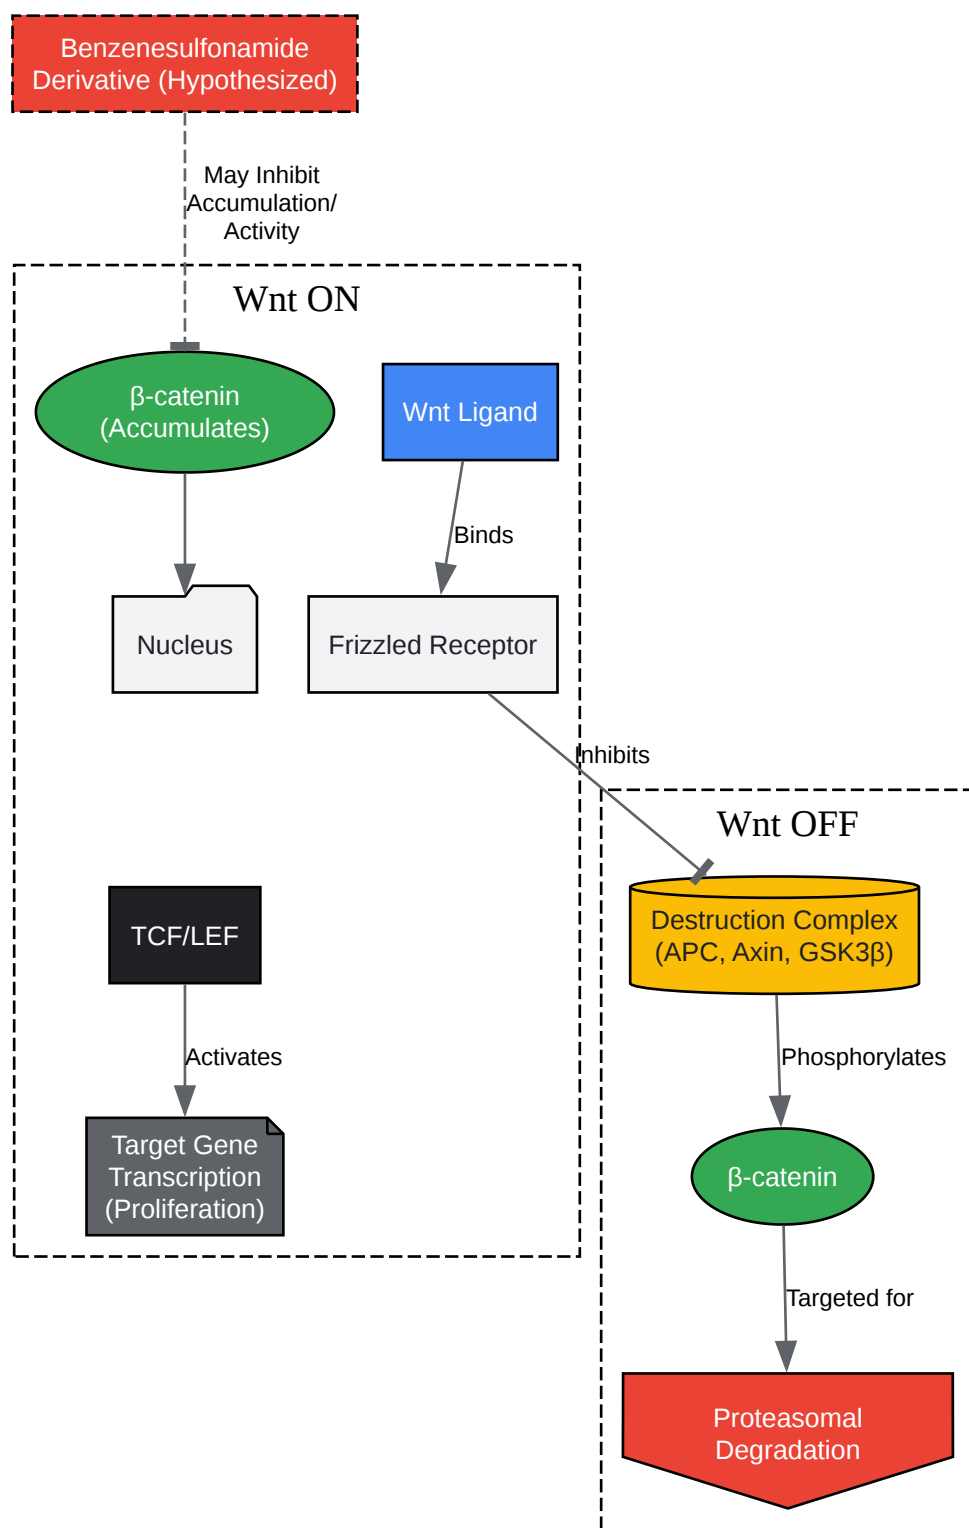 Benzenesulfonamide
Derivative (Hypothesized)
May Inhibit
Accumulation/
Activity
Wnt ON
β-catenin
(Accumulates)
Wnt Ligand
Binds
Nucleus
Frizzled Receptor
Inhibits
Wnt OFF
TCF/LEF
Destruction Complex
(APC, Axin, GSK3β)
Activates
Phosphorylates
Target Gene
Transcription
(Proliferation)
β-catenin
Targeted for
Proteasomal
Degradation